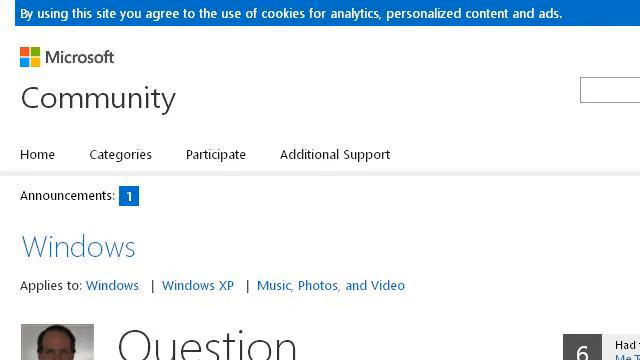 By using this site you agree to the use of cookies for analytics, personalized content and ads.
Microsoft
Community
Home Categories Participate Additional Support
Announcements: 1
Windows
Applies to: Windows | Windows XP | Music, Photos, and Video
Question
6 Had
Me T